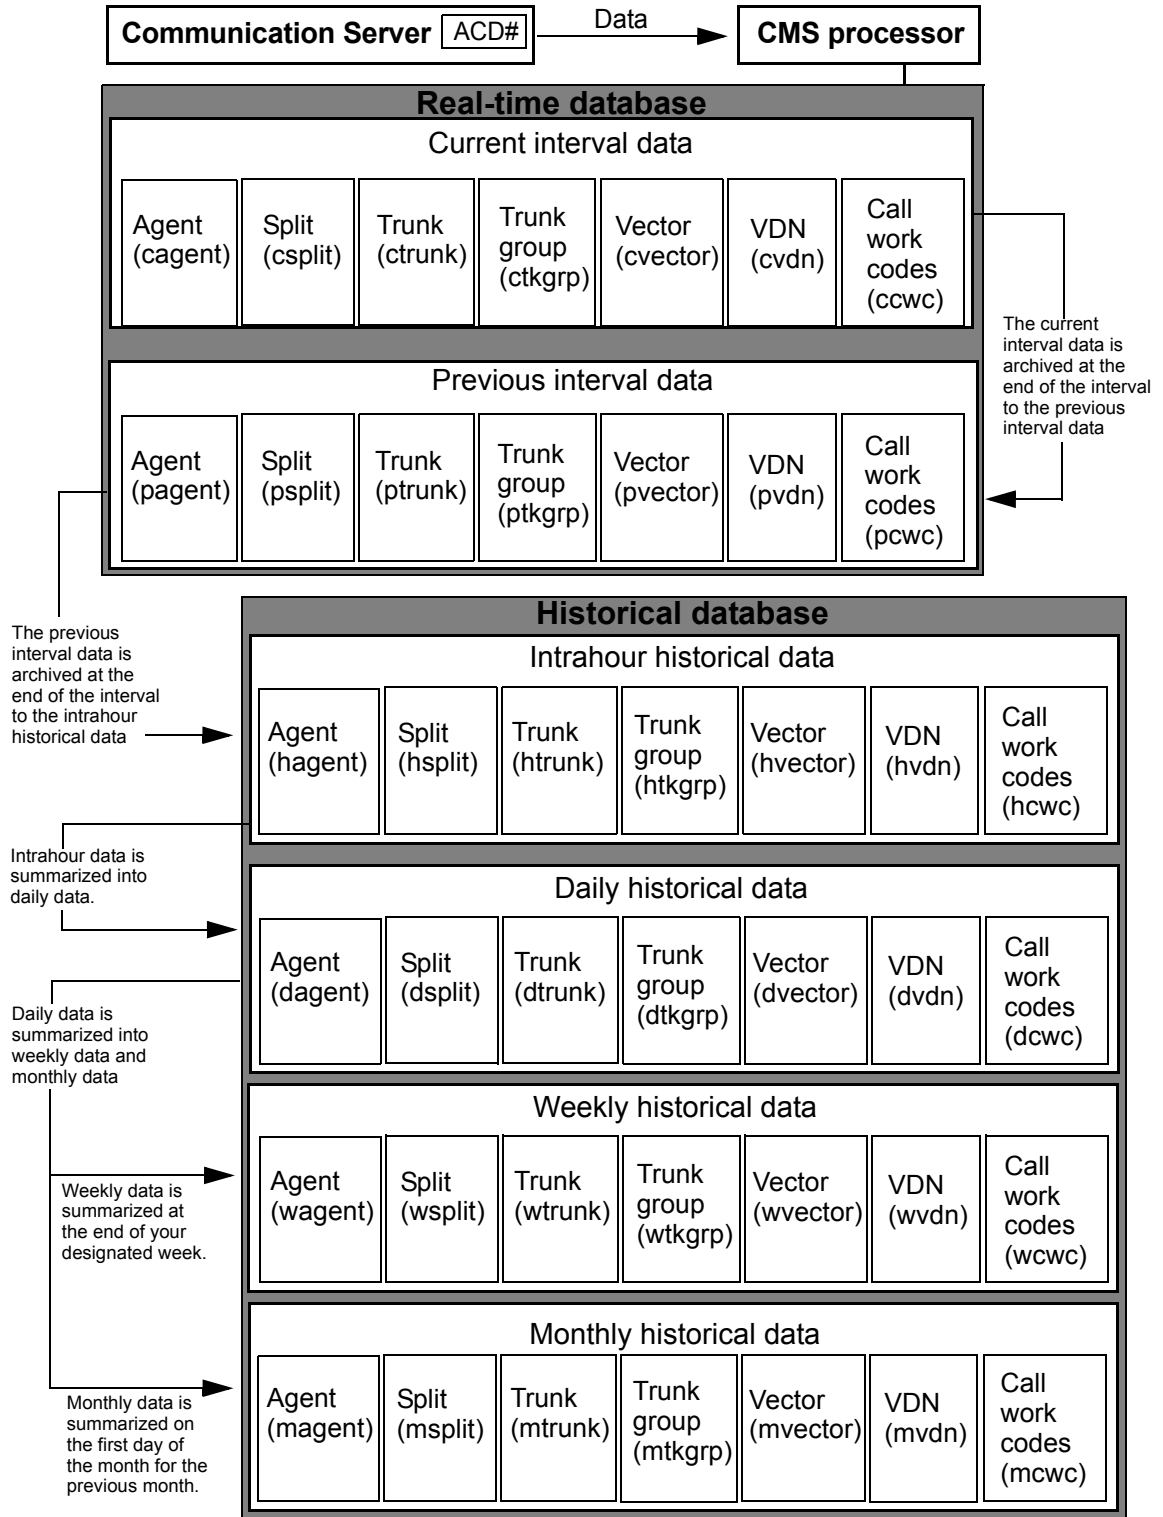 Communication Server ACD#
Data
CMS processor
Real-time database
Current interval data
Agent
(cagent)
Split
(csplit)
Trunk
(ctrunk)
Trunk
group
(ctkgrp)
Vector
(cvector)
VDN
(cvdn)
Call
work
codes
(ccwc)
The current
interval data is
archived at the
end of the interval
to the previous
interval data
Previous interval data
Agent
(pagent)
Split
(psplit)
Trunk
(ptrunk)
Trunk
group
(ptkgrp)
Vector
(pvector)
VDN
(pvdn)
Call
work
codes
(pcwc)
The previous
interval data is
archived at the
end of the interval
to the intrahour
historical data
Historical database
Intrahour historical data
Agent
(hagent)
Split
(hsplit)
Trunk
(htrunk)
Trunk
group
(htkgrp)
Vector
(hvector)
VDN
(hvdn)
Call
work
codes
(hcwc)
Intrahour data is
summarized into
daily data.
Daily historical data
Agent
(dagent)
Split
(dsplit)
Trunk
(dtrunk)
Trunk
group
(dtkgrp)
Vector
(dvector)
VDN
(dvdn)
Call
work
codes
(dcwc)
Daily data is
summarized into
weekly data and
monthly data
Weekly historical data
Agent
(wagent)
Split
(wsplit)
Trunk
(wtrunk)
Trunk
group
(wtkgrp)
Vector
(wvector)
VDN
(wvdn)
Call
work
codes
(wcwc)
Weekly data is
summarized at
the end of your
designated week.
Monthly historical data
Agent
(magent)
Split
(msplit)
Trunk
(mtrunk)
Trunk
group
(mtkgrp)
Vector
(mvector)
VDN
(mvdn)
Call
work
codes
(mcwc)
Monthly data is
summarized on
the first day of
the month for the
previous month.